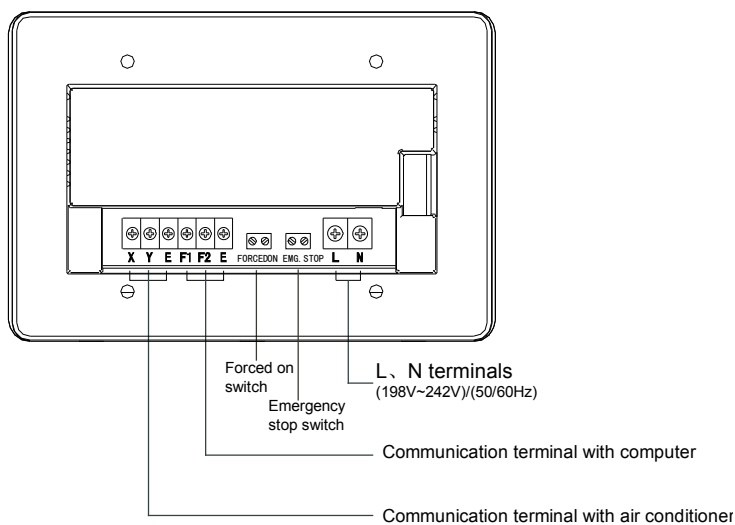 X Y E F1 F2 E FORCEDON EMG. STOP L N
Forced on
switch
Emergency
stop switch
L、N terminals
(198V~242V)/(50/60Hz)
Communication terminal with computer
Communication terminal with air conditioner